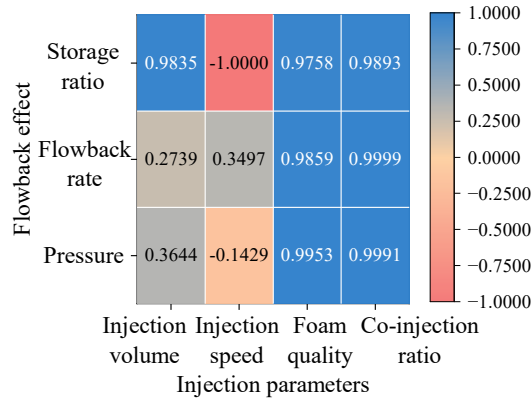 Flowback effect
Storage
ratio
Flowback
rate
Pressure
0.9835 -1.0000 0.9758 0.9893
0.2739 0.3497 0.9859 0.9999
0.3644 -0.1429 0.9953 0.9991
Injection Injection Foam Co-injection
volume speed quality ratio
Injection parameters
1.0000
0.7500
0.5000
0.2500
0.0000
−0.2500
−0.5000
−0.7500
−1.0000